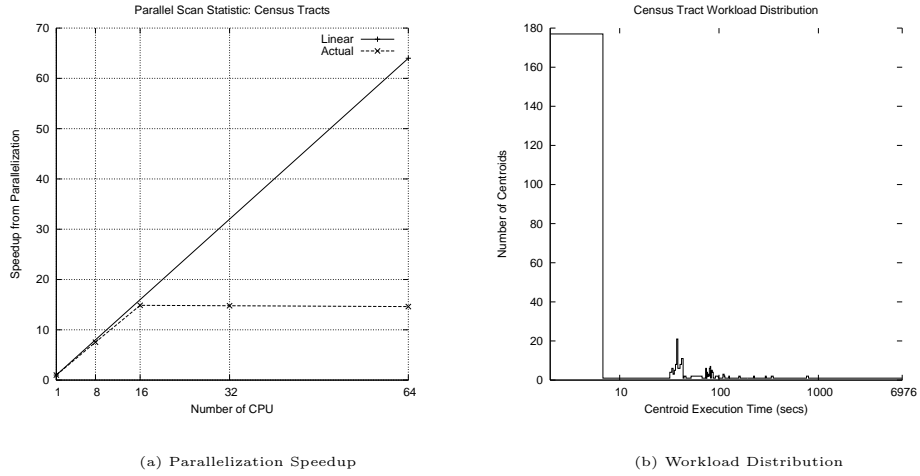 Parallel Scan Statistic: Census Tracts
Linear
Actual
70
60
50
40
30
20
10
0
Speedup from Parallelization
1 8 16 32 64
Number of CPU
(a) Parallelization Speedup
Census Tract Workload Distribution
180
160
140
120
100
80
60
40
20
0
Number of Centroids
10 100 1000 6976
Centroid Execution Time (secs)
(b) Workload Distribution